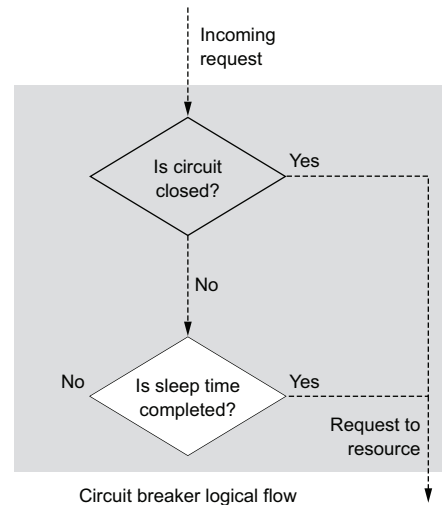 Incoming
request
Is circuit
closed?
Yes
No
No
Is sleep time
completed?
Yes
Request to
resource
Circuit breaker logical flow